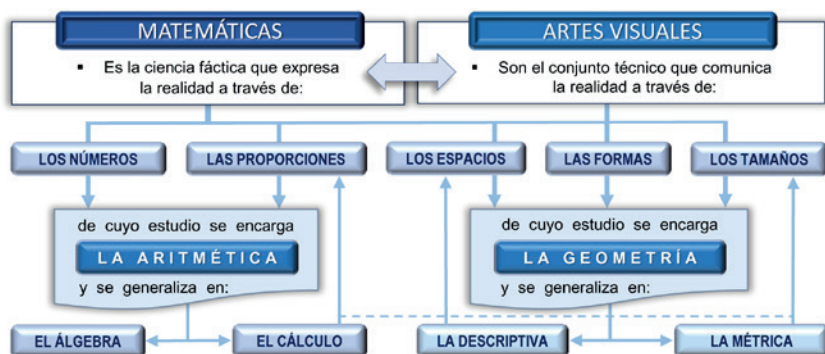 MATEMÁTICAS
▪ Es la ciencia fáctica que expresa
la realidad a través de:
ARTES VISUALES
▪ Son el conjunto técnico que comunica
la realidad a través de:
LOS NÚMEROS
LAS PROPORCIONES
LOS ESPACIOS
LAS FORMAS
LOS TAMAÑOS
de cuyo estudio se encarga
LA ARITMÉTICA
y se generaliza en:
de cuyo estudio se encarga
LA GEOMETRÍA
y se generaliza en:
EL ÁLGEBRA
EL CÁLCULO
LA DESCRIPTIVA
LA MÉTRICA